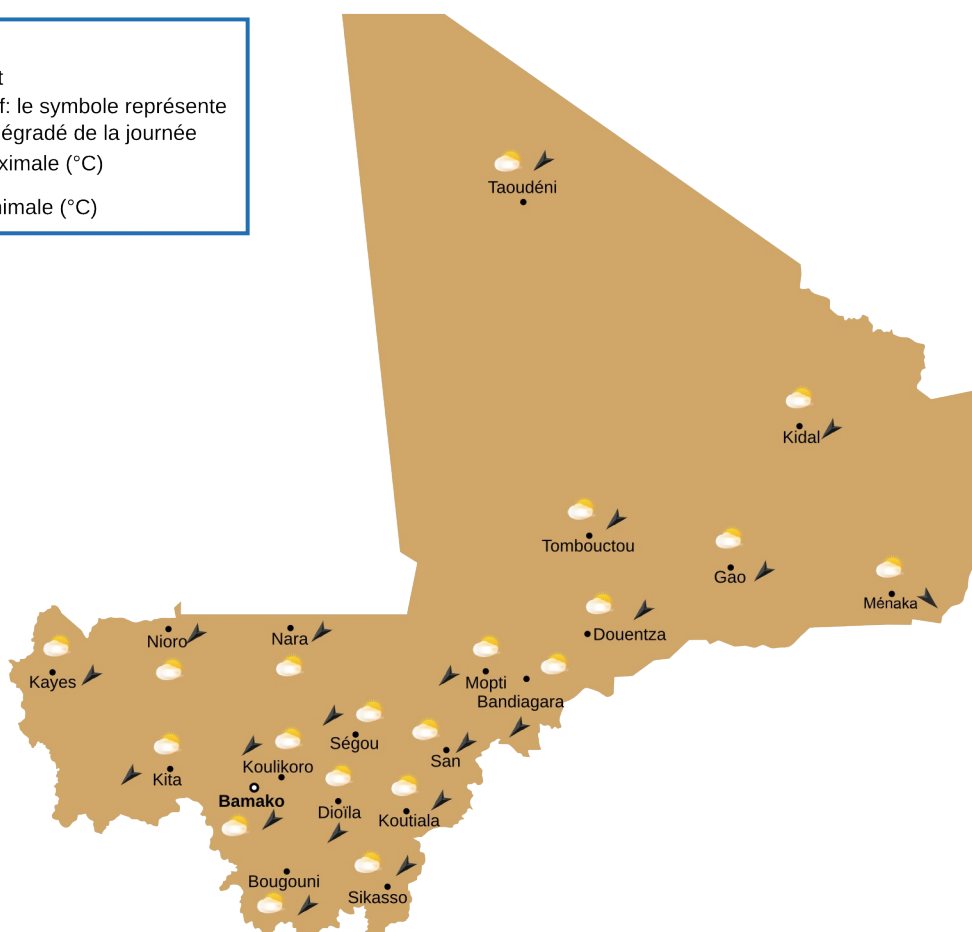 t
f: le symbole représente
égradé de la journée
ximale (°C)
nimale (°C)
Taoudéni
Kidal
Tombouctou
Gao
Ménaka
Douentza
Nioro
Nara
Kayes
Mopti
Bandiagara
Ségou
San
Koulikoro
Kita
Bamako
Dioïla
Koutiala
Bougouni
Sikasso